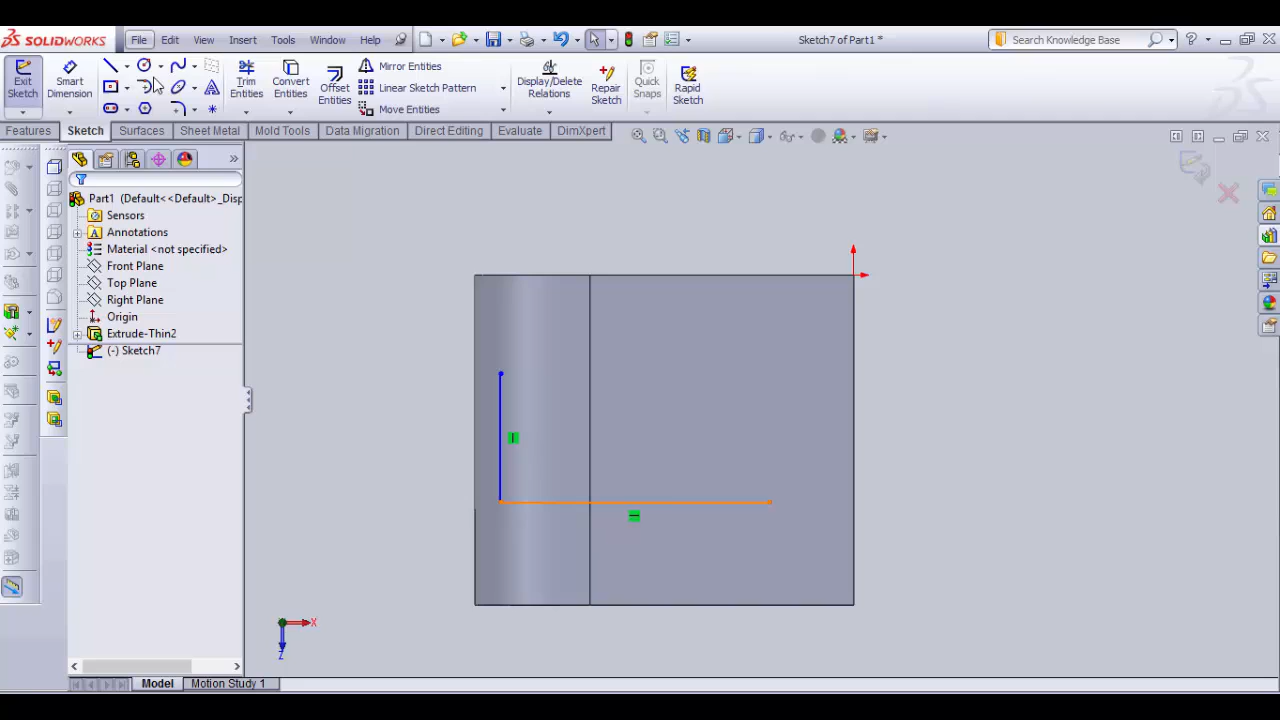 SOLIDWORKS File Edit View Insert Tools Window Help Sketch7 of Part1 * Search Knowledge Base
Exit Sketch
Smart Dimension
Trim Entities
Convert Entities
Offset Entities
Mirror Entities
Linear Sketch Pattern
Move Entities
Display/Delete Relations
Repair Sketch
Quick Snaps
Rapid Sketch
Features Sketch Surfaces Sheet Metal Mold Tools Data Migration Direct Editing Evaluate DimXpert
Part1 (Default<<Default>_Disp
Sensors
Annotations
Material <not specified>
Front Plane
Top Plane
Right Plane
Origin
Extrude-Thin2
(-) Sketch7
X
Z
Model Motion Study 1